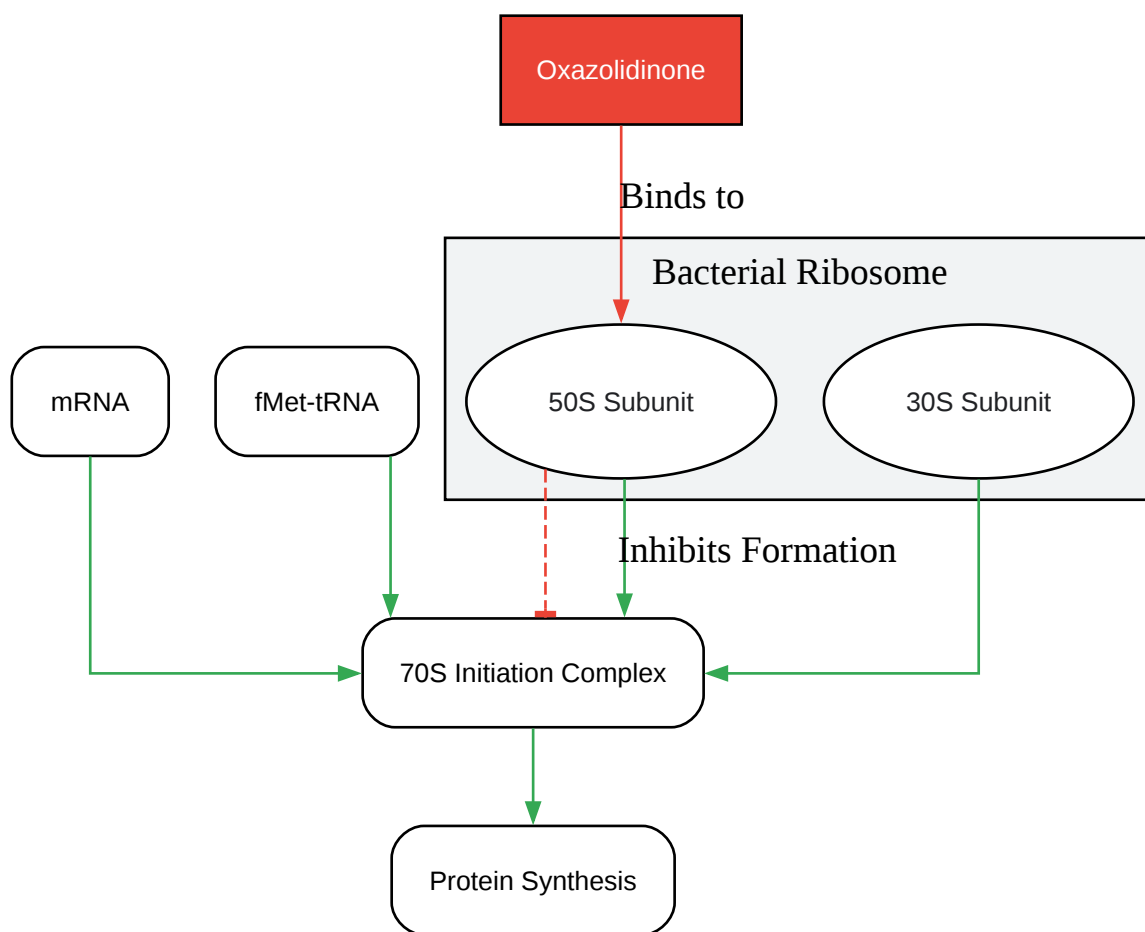 Oxazolidinone
Binds to
Bacterial Ribosome
mRNA
fMet-tRNA
50S Subunit
30S Subunit
Inhibits Formation
70S Initiation Complex
Protein Synthesis